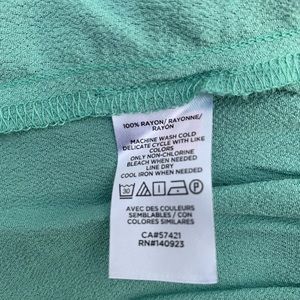 100% RAYON/ RAYONNE/
RAYON
MACHINE WASH COLD
DELICATE CYCLE WITH LIKE
COLORS
ONLY NON-CHLORINE
BLEACH WHEN NEEDED
LINE DRY
COOL IRON WHEN NEEDED
30 P
AVEC DES COULEURS
SEMBLABLES / CON
COLORES SIMILARES
CA#57421
RN#140923